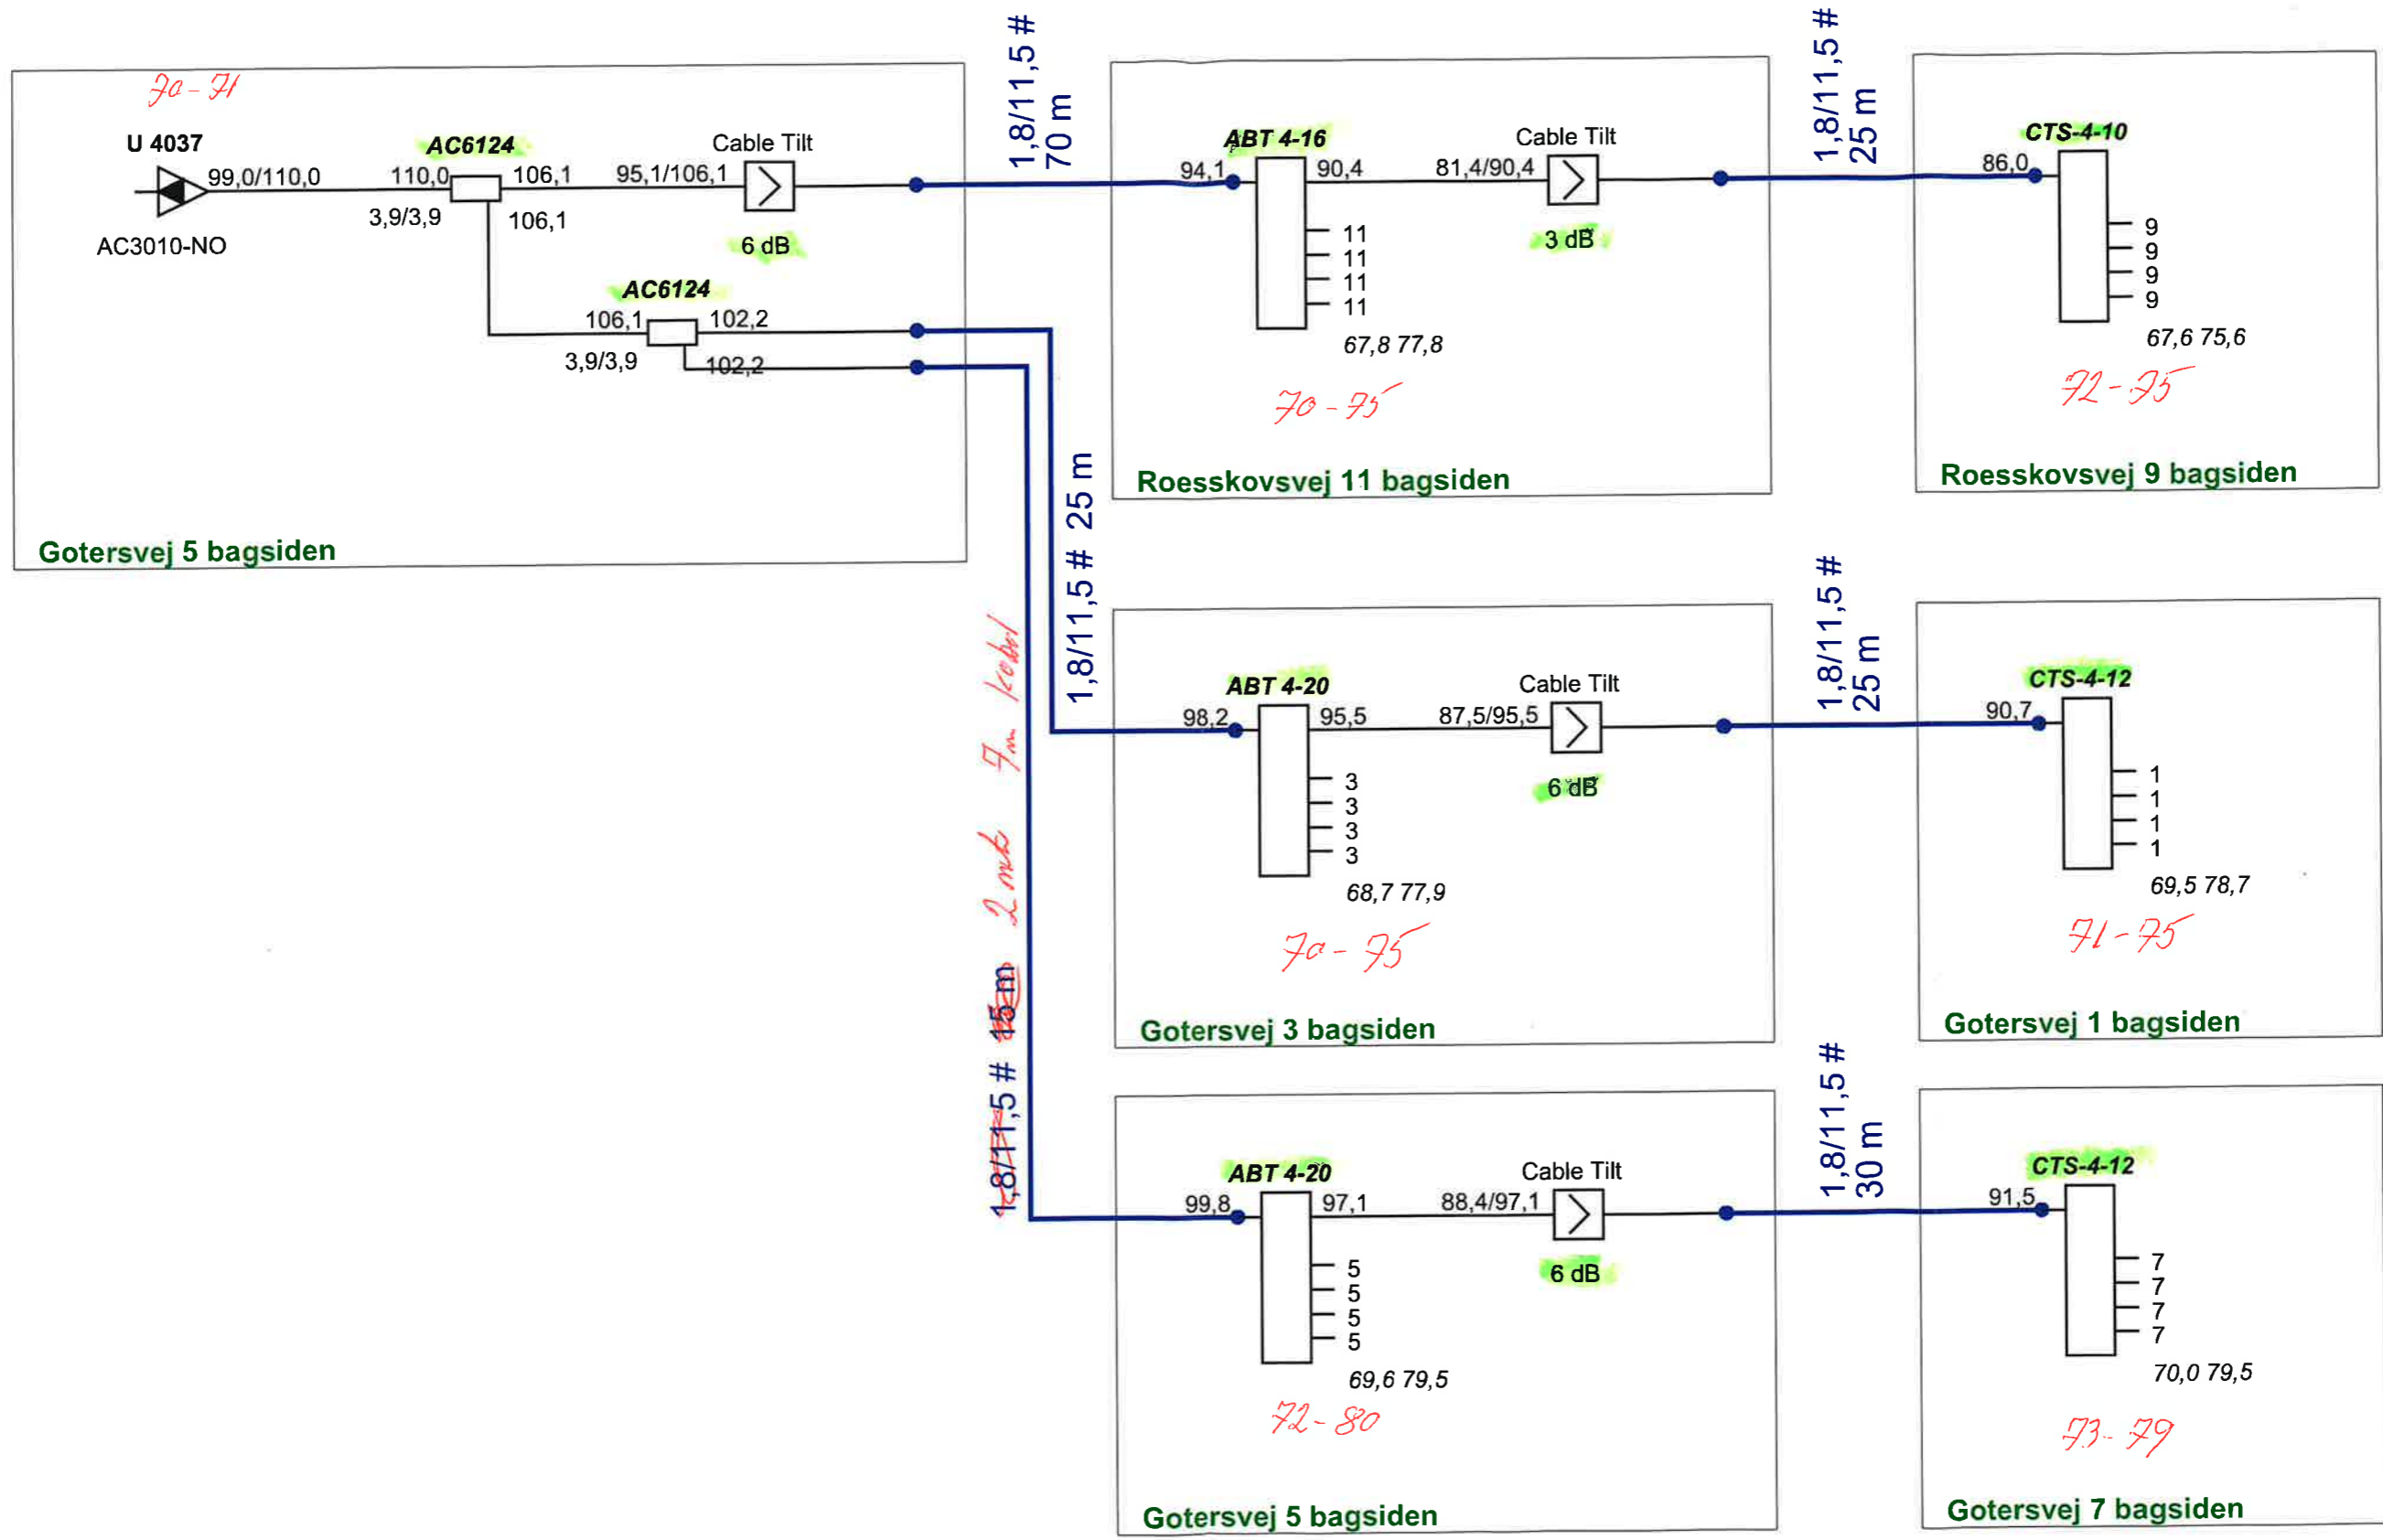 70-71
U 4037
99,0/110,0
AC3010-NO
AC6124
110,0
106,1
3,9/3,9
106,1
95,1/106,1
Cable Tilt
6 dB
AC6124
106,1
102,2
3,9/3,9
102,2
Gotersvej 5 bagsiden
1,8/11,5 #
70 m
ABT 4-16
94,1
90,4
81,4/90,4
Cable Tilt
3 dB
11
11
11
11
67,8 77,8
70-75
Roesskovsvej 11 bagsiden
1,8/11,5 #
25 m
CTS-4-10
86,0
9
9
9
9
67,6 75,6
72-75
Roesskovsvej 9 bagsiden
1,8/11,5 # 25 m
ABT 4-20
98,2
95,5
87,5/95,5
Cable Tilt
6 dB
3
3
3
3
68,7 77,9
70-75
Gotersvej 3 bagsiden
1,8/11,5 #
25 m
CTS-4-12
90,7
1
1
1
1
69,5 78,7
71-75
Gotersvej 1 bagsiden
1,8/11,5 # 15 m
2 7m
ABT 4-20
99,8
97,1
88,4/97,1
Cable Tilt
6 dB
5
5
5
5
69,6 79,5
72-80
Gotersvej 5 bagsiden
1,8/11,5 #
30 m
CTS-4-12
91,5
7
7
7
7
70,0 79,5
73-79
Gotersvej 7 bagsiden